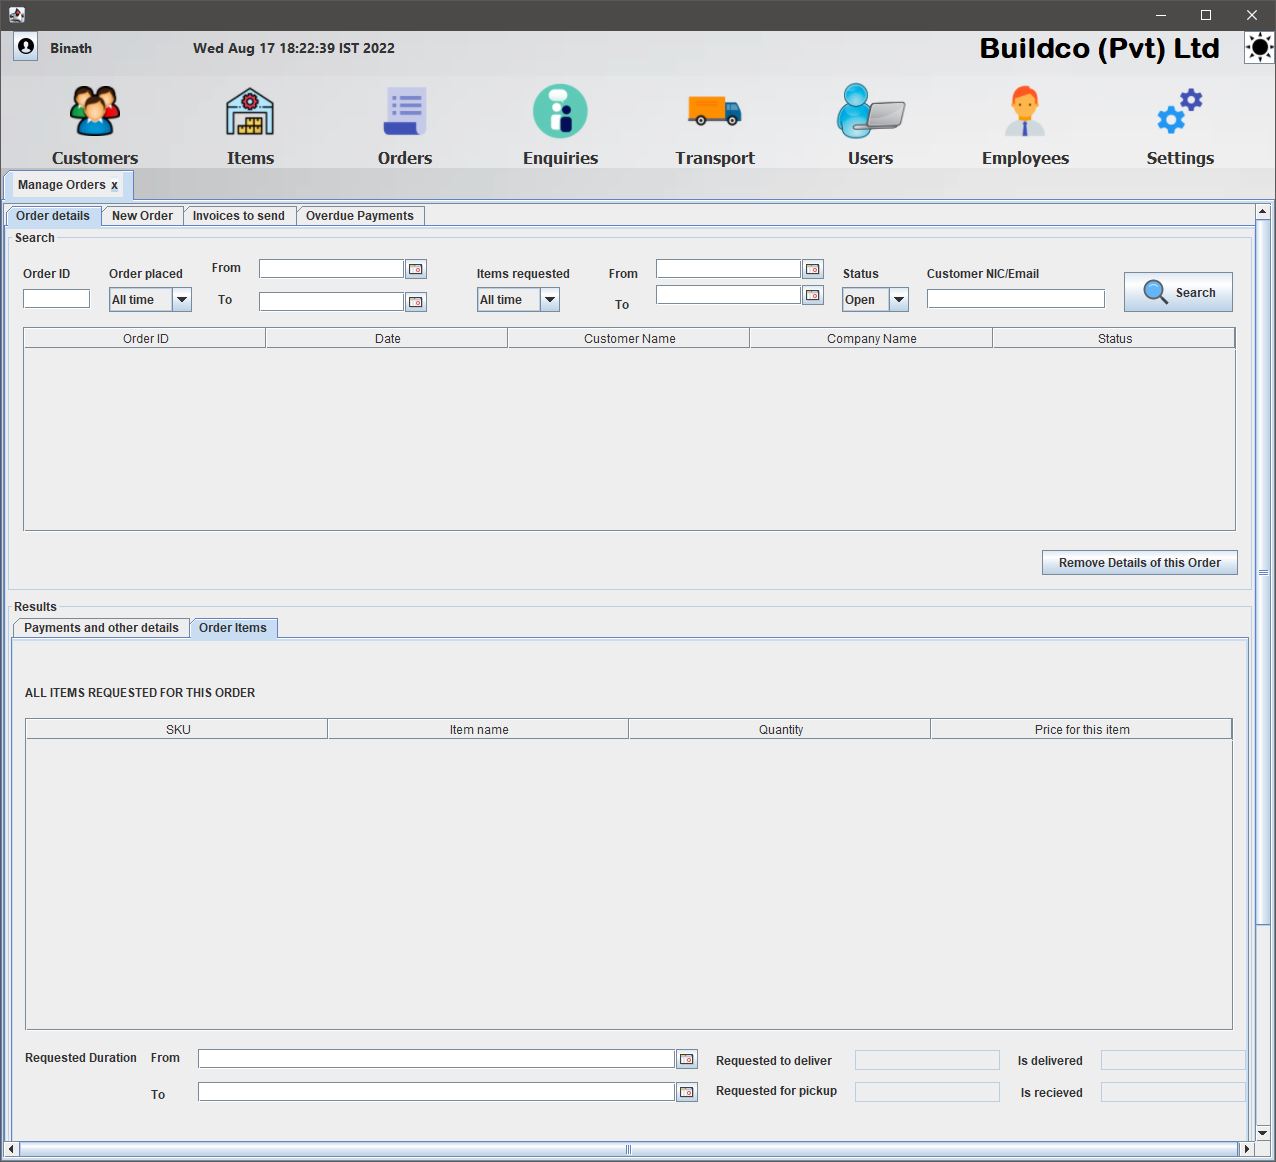 Binath
Wed Aug 17 18:22:39 IST 2022
Buildco (Pvt) Ltd
Customers
Items
Orders
Enquiries
Transport
Users
Employees
Settings
Manage Orders x
Order details
New Order
Invoices to send
Overdue Payments
Search
Order ID
Order placed
All time
From
To
Items requested
All time
From
To
Status
Open
Customer NIC/Email
Search
Order ID
Date
Customer Name
Company Name
Status
Remove Details of this Order
Results
Payments and other details
Order Items
ALL ITEMS REQUESTED FOR THIS ORDER
SKU
Item name
Quantity
Price for this item
Requested Duration
From
To
Requested to deliver
Is delivered
Requested for pickup
Is recieved